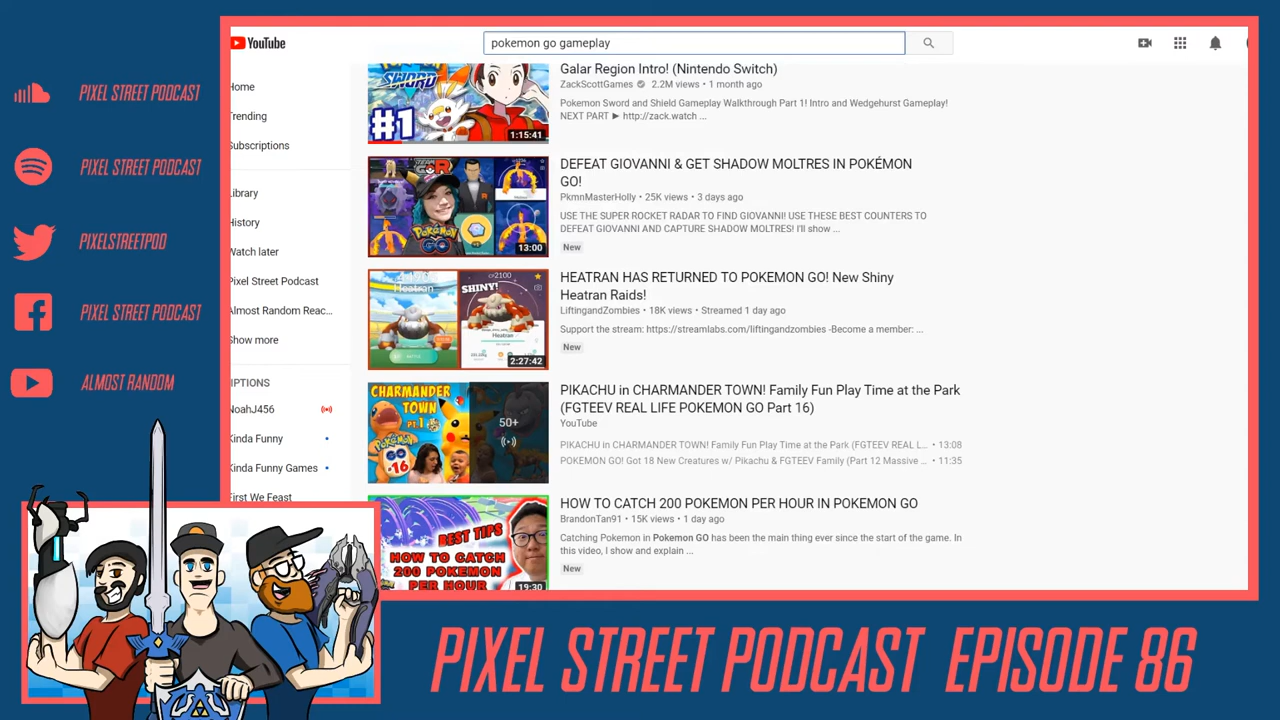 YouTube
pokemon go gameplay
PIXEL STREET PODCAST
PIXEL STREET PODCAST
PIXELSTREETPOD
PIXEL STREET PODCAST
ALMOST RANDOM
Home
Trending
Subscriptions
Library
History
Watch later
Pixel Street Podcast
Almost Random Reac...
Show more
IPTIONS
NoahJ456
Kinda Funny
Kinda Funny Games
First We Feast
SWORD
#1
1:15:41
Galar Region Intro! (Nintendo Switch)
ZackScottGames 2.2M views • 1 month ago
Pokemon Sword and Shield Gameplay Walkthrough Part 1! Intro and Wedgehurst Gameplay!
NEXT PART ► http://zack.watch ...
POKÉMON
GO
13:00
DEFEAT GIOVANNI & GET SHADOW MOLTRES IN POKÉMON
GO!
PkmnMasterHolly • 25K views • 3 days ago
USE THE SUPER ROCKET RADAR TO FIND GIOVANNI! USE THESE BEST COUNTERS TO
DEFEAT GIOVANNI AND CAPTURE SHADOW MOLTRES! I'll show ...
New
Heatran
CP2100
SHINY!
Heatran
2:27:42
HEATRAN HAS RETURNED TO POKEMON GO! New Shiny
Heatran Raids!
LiftingandZombies • 18K views • Streamed 1 day ago
Support the stream: https://streamlabs.com/liftingandzombies -Become a member: ...
New
CHARMANDER
TOWN
PT.1
GO
16
50+
PIKACHU in CHARMANDER TOWN! Family Fun Play Time at the Park
(FGTEEV REAL LIFE POKEMON GO Part 16)
YouTube
PIKACHU in CHARMANDER TOWN! Family Fun Play Time at the Park (FGTEEV REAL L... • 13:08
POKEMON GO! Got 18 New Creatures w/ Pikachu & FGTEEV Family (Part 12 Massive ... • 11:35
BEST TIPS
HOW TO CATCH
200 POKEMON
PER HOUR
19:30
HOW TO CATCH 200 POKEMON PER HOUR IN POKEMON GO
BrandonTan91 • 15K views • 1 day ago
Catching Pokemon in Pokemon GO has been the main thing ever since the start of the game. In
this video, I show and explain ...
New
PIXEL STREET PODCAST EPISODE 86